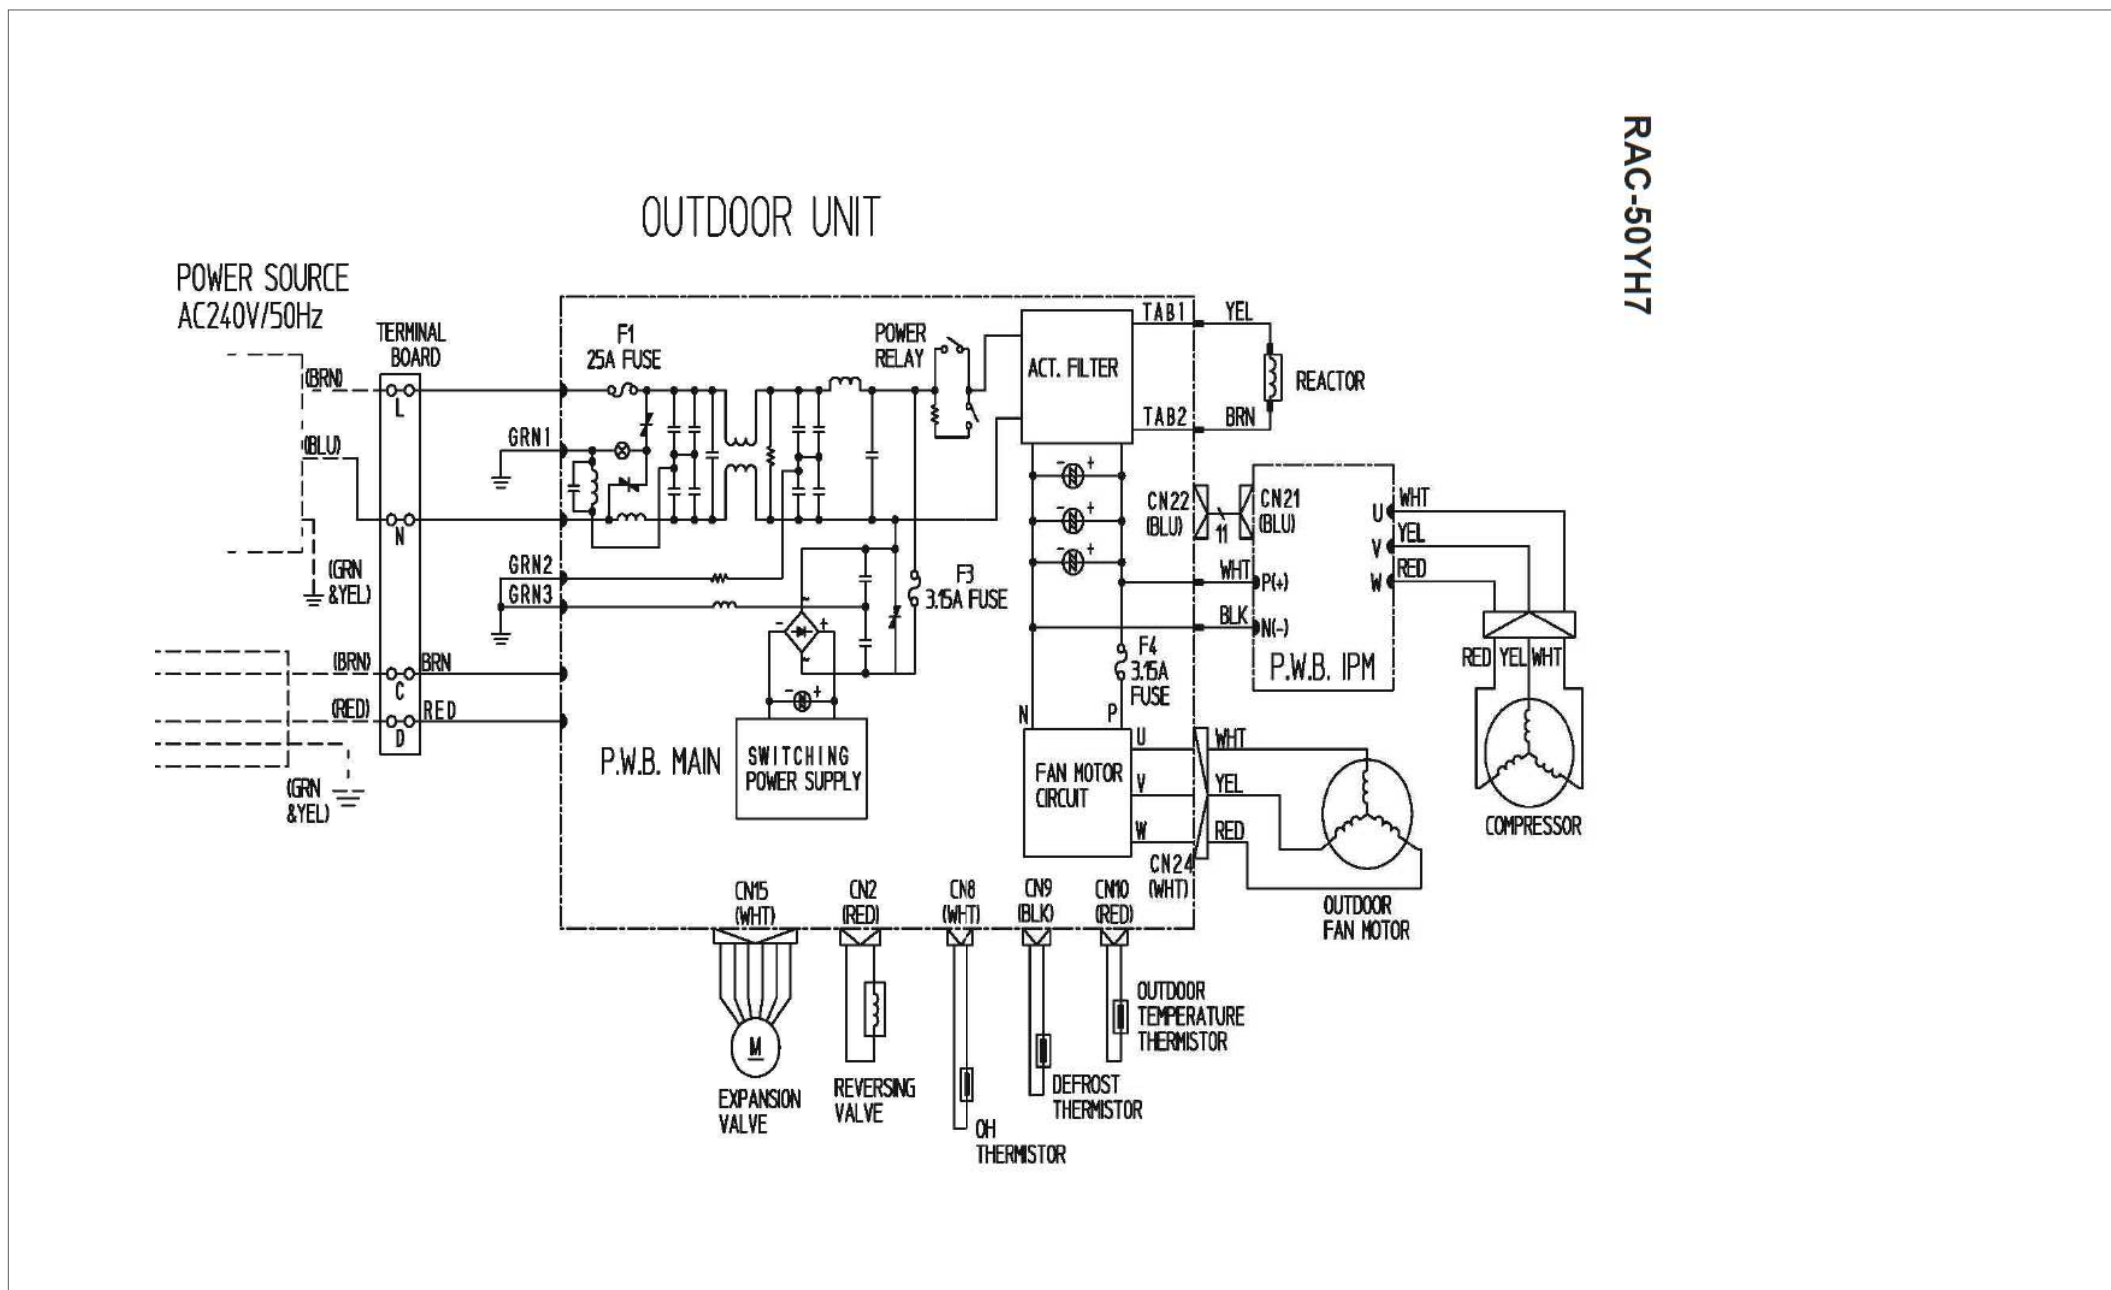 RAC-50YH7
OUTDOOR UNIT
POWER SOURCE
AC240V/50Hz
TERMINAL
BOARD
(BRN)
L
(BLU)
N
(GRN
&YEL)
(BRN)
BRN
C
(RED)
RED
D
(GRN
&YEL)
F1
25A FUSE
GRN1
GRN2
GRN3
POWER
RELAY
ACT. FILTER
TAB1
YEL
REACTOR
TAB2
BRN
- +
- +
- +
CN22
(BLU)
11
CN21
(BLU)
U
WHT
V
YEL
W
RED
WHT
P(+)
BLK
N(-)
P.W.B. IPM
F3
3.15A FUSE
~
- +
~
- +
F4
3.15A
FUSE
N
P
P.W.B. MAIN
SWITCHING
POWER SUPPLY
FAN MOTOR
CIRCUIT
U
WHT
V
YEL
W
RED
CN24
(WHT)
RED
YEL
WHT
COMPRESSOR
OUTDOOR
FAN MOTOR
CN15
(WHT)
CN2
(RED)
CN8
(WHT)
CN9
(BLK)
CN10
(RED)
M
EXPANSION
VALVE
REVERSING
VALVE
OH
THERMISTOR
DEFROST
THERMISTOR
OUTDOOR
TEMPERATURE
THERMISTOR